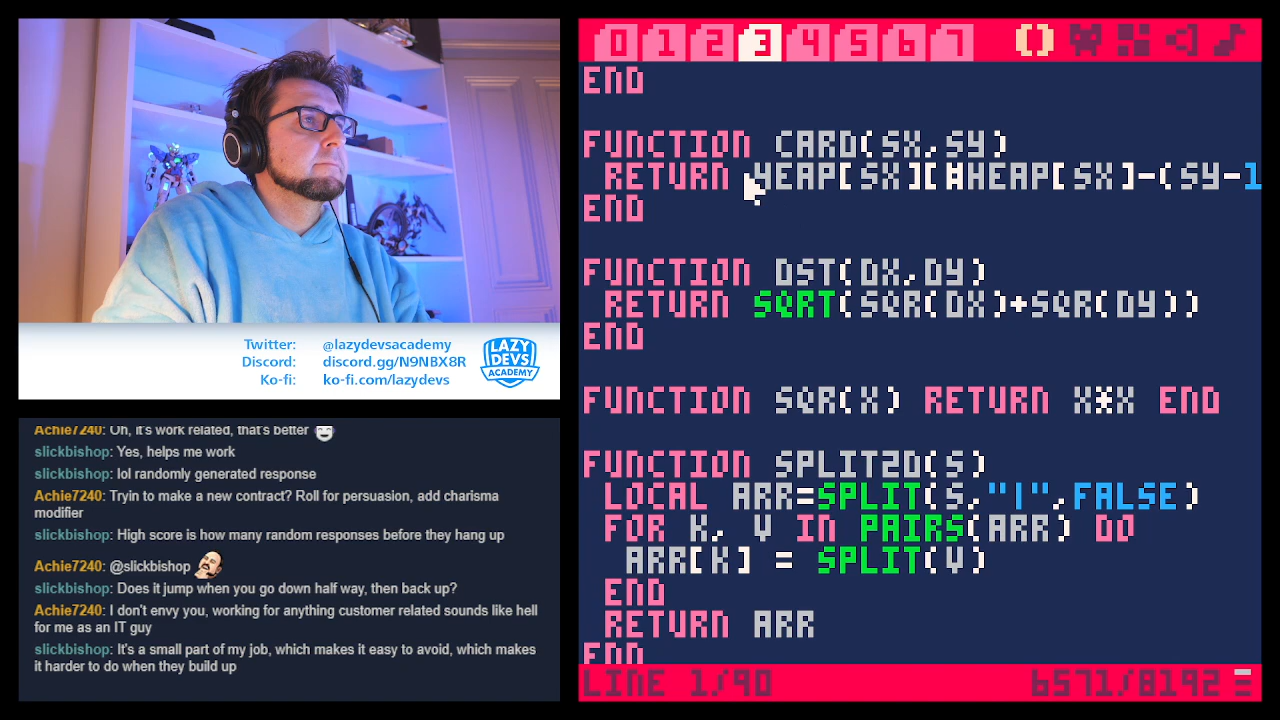 Twitter: @lazydevsacademy
Discord: discord.gg/N9NBX8R
Ko-fi: ko-fi.com/lazydevs
LAZY
DEVS
ACADEMY
Achie7240: Oh, it's work related, that's better
slickbishop: Yes, helps me work
slickbishop: lol randomly generated response
Achie7240: Tryin to make a new contract? Roll for persuasion, add charisma
modifier
slickbishop: High score is how many random responses before they hang up
Achie7240: @slickbishop
slickbishop: Does it jump when you go down half way, then back up?
Achie7240: I don't envy you, working for anything customer related sounds like hell
for me as an IT guy
slickbishop: It's a small part of my job, which makes it easy to avoid, which makes
it harder to do when they build up
0 1 2 3 4 5 6 7 ()
END
FUNCTION CARD(SX,SY)
RETURN HEAP[SX][#HEAP[SX]-(SY-1
END
FUNCTION DST(DX,DY)
RETURN SQRT(SQR(DX)+SQR(DY))
END
FUNCTION SQR(X) RETURN X*X END
FUNCTION SPLIT2D(S)
LOCAL ARR=SPLIT(S,"|",FALSE)
FOR K, V IN PAIRS(ARR) DO
ARR[K] = SPLIT(V)
END
RETURN ARR
END
LINE 1/90 6571/8192